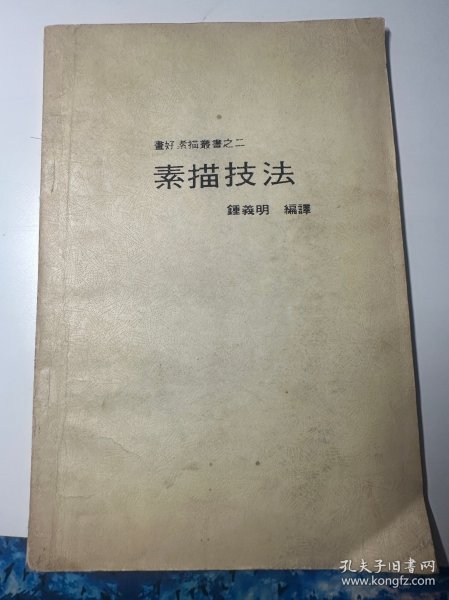 畫好素描叢書之二
素描技法
鍾義明 編譯
孔夫子旧书网
www.kongfz.com